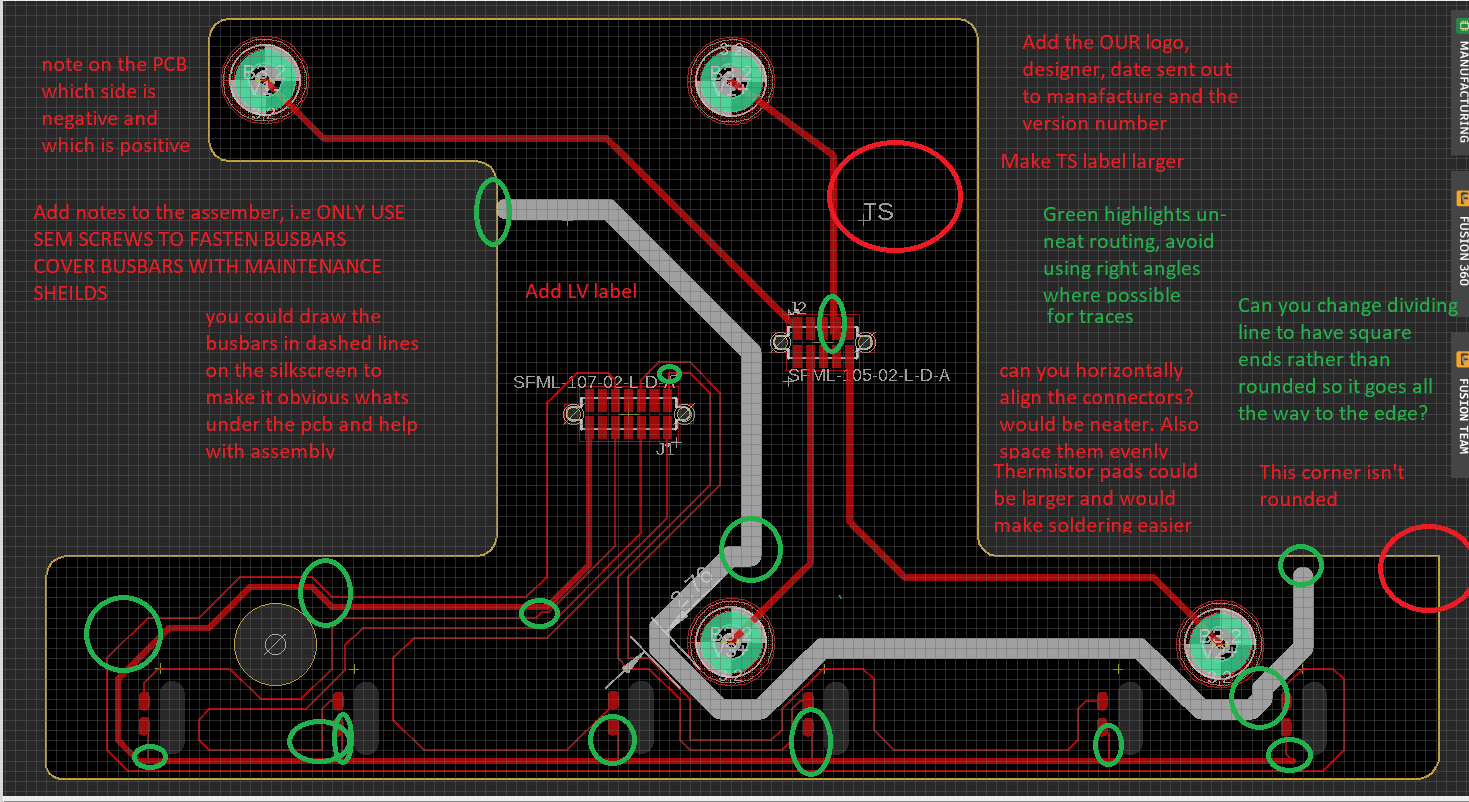 note on the PCB
which side is
negative and
which is positive
Add the OUR logo,
designer, date sent out
to manafacture and the
version number
Make TS label larger
TS
Add notes to the assember, i.e ONLY USE
SEM SCREWS TO FASTEN BUSBARS
COVER BUSBARS WITH MAINTENANCE
SHEILDS
Green highlights un-
neat routing, avoid
using right angles
where possible
for traces
Add LV label
you could draw the
busbars in dashed lines
on the silkscreen to
make it obvious whats
under the pcb and help
with assembly
Can you change dividing
line to have square
ends rather than
rounded so it goes all
the way to the edge?
J2
SFML-105-02-L-D-A
SFML-107-02-L-D-A
J1
can you horizontally
align the connectors?
would be neater. Also
space them evenly
Thermistor pads could
be larger and would
make soldering easier
This corner isn't
rounded
3.2
3.2
3.2
MANUFACTURING
FUSION 360
FUSION TEAM